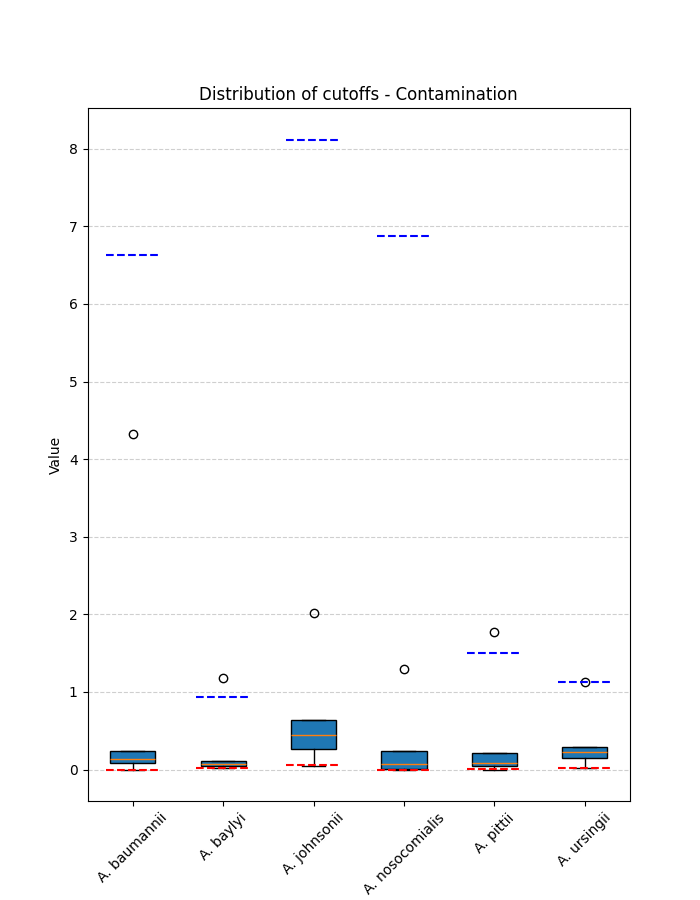 Distribution of cutoffs - Contamination
8
7
6
5
4
3
2
1
0
Value
A. baumannii
A. baylyi
A. johnsonii
A. nosocomialis
A. pittii
A. ursingii